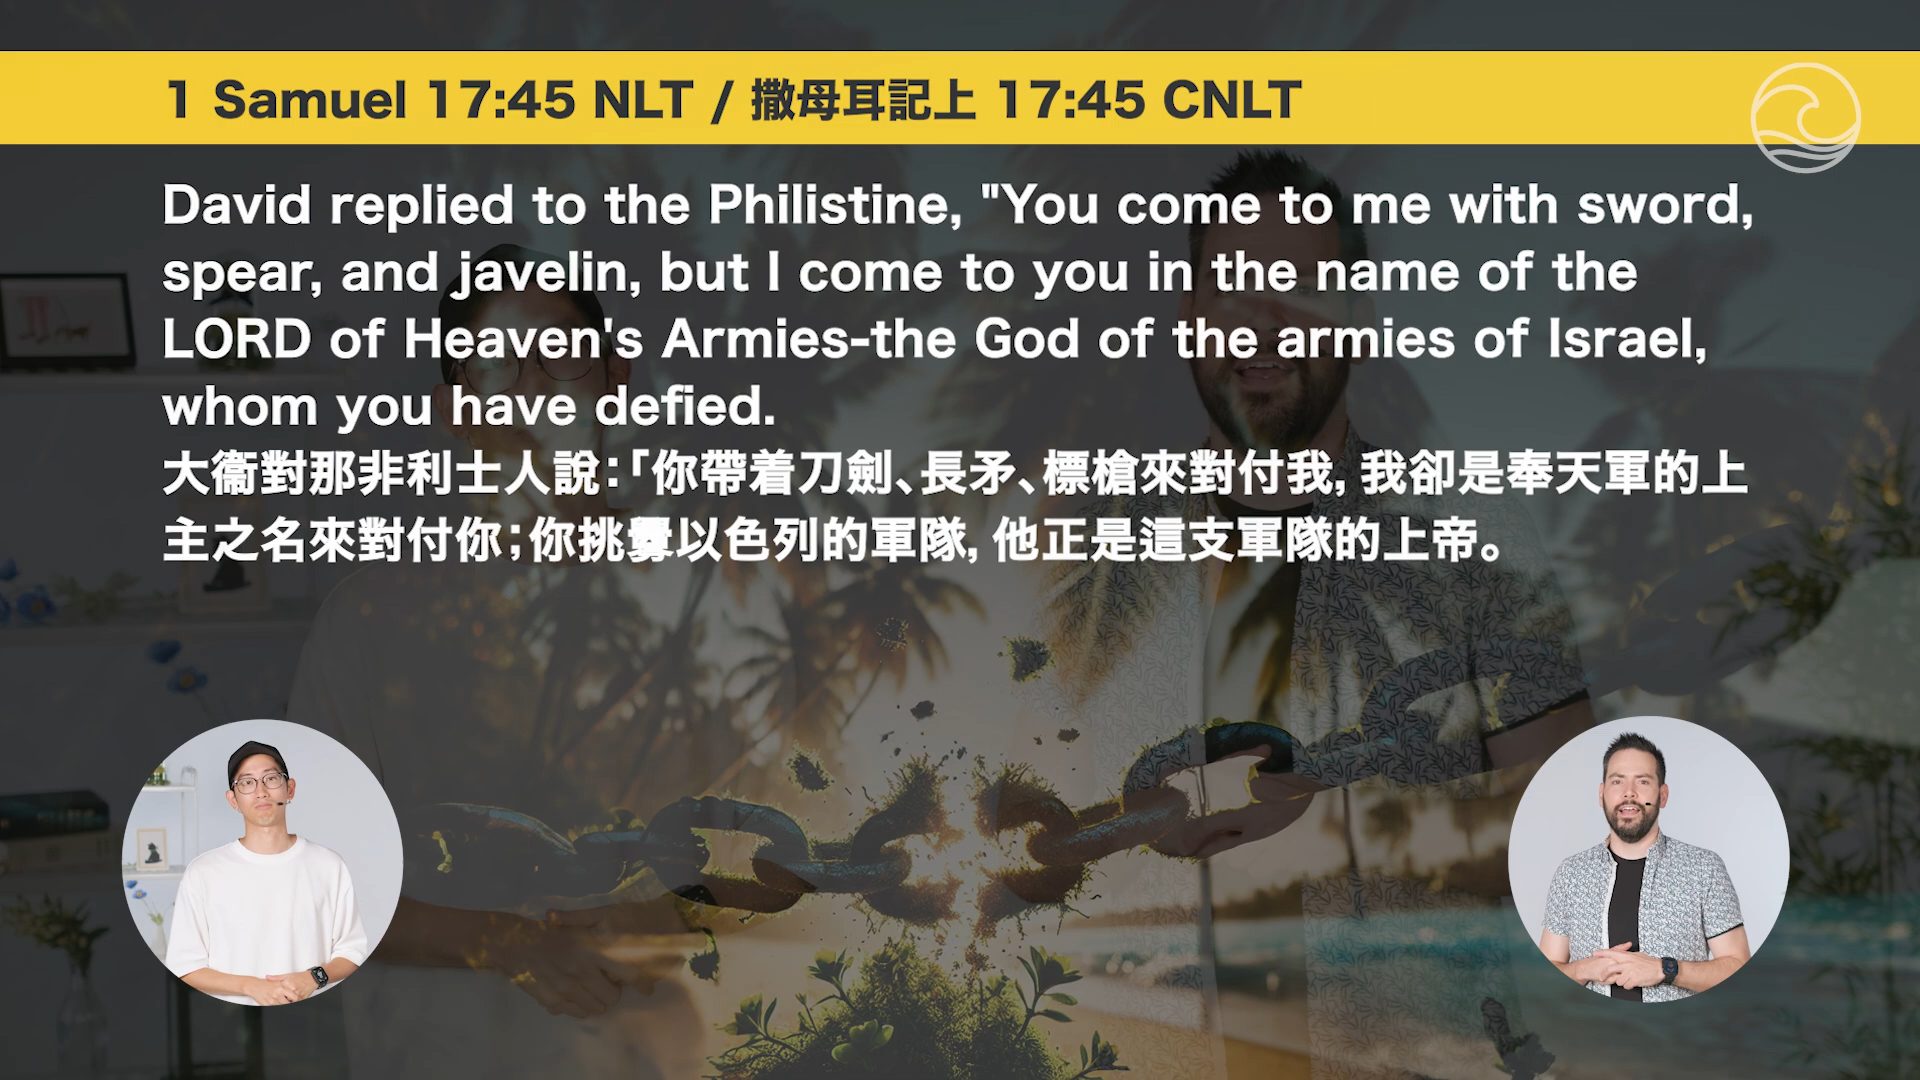 1 Samuel 17:45 NLT / 撒母耳記上 17:45 CNLT
David replied to the Philistine, "You come to me with sword,
spear, and javelin, but I come to you in the name of the
LORD of Heaven's Armies-the God of the armies of Israel,
whom you have defied.
大衞對那非利士人說：「你帶着刀劍、長矛、標槍來對付我，我卻是奉天軍的上
主之名來對付你；你挑釁以色列的軍隊，他正是這支軍隊的上帝。